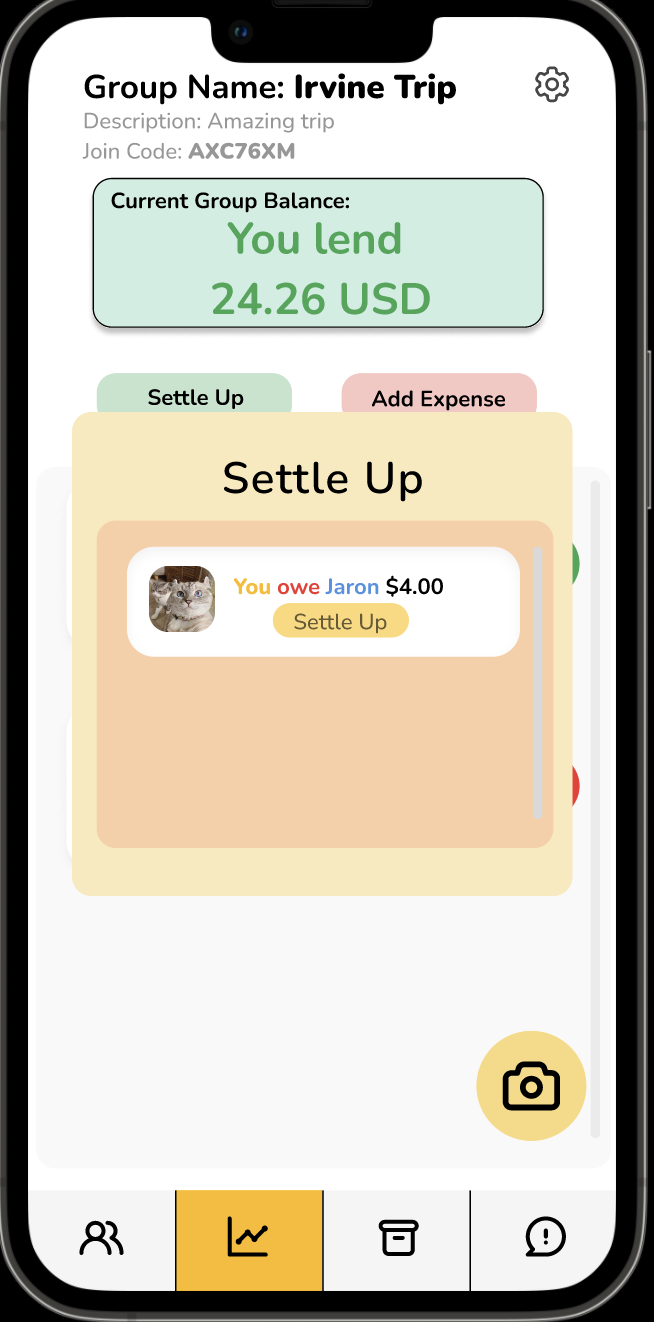 Group Name: Irvine Trip
Description: Amazing trip
Join Code: AXC76XM
Current Group Balance:
You lend
24.26 USD
Settle Up
Add Expense
Settle Up
You owe Jaron $4.00
Settle Up